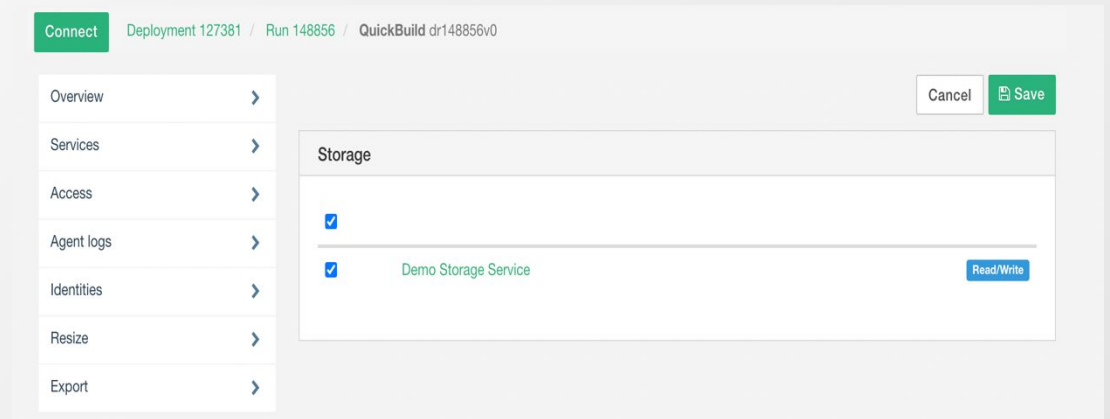 Connect Deployment 127381 / Run 148856 / QuickBuild dr148856v0
Cancel Save
Overview
Services
Access
Agent logs
Identities
Resize
Export
Storage
Demo Storage Service Read/Write